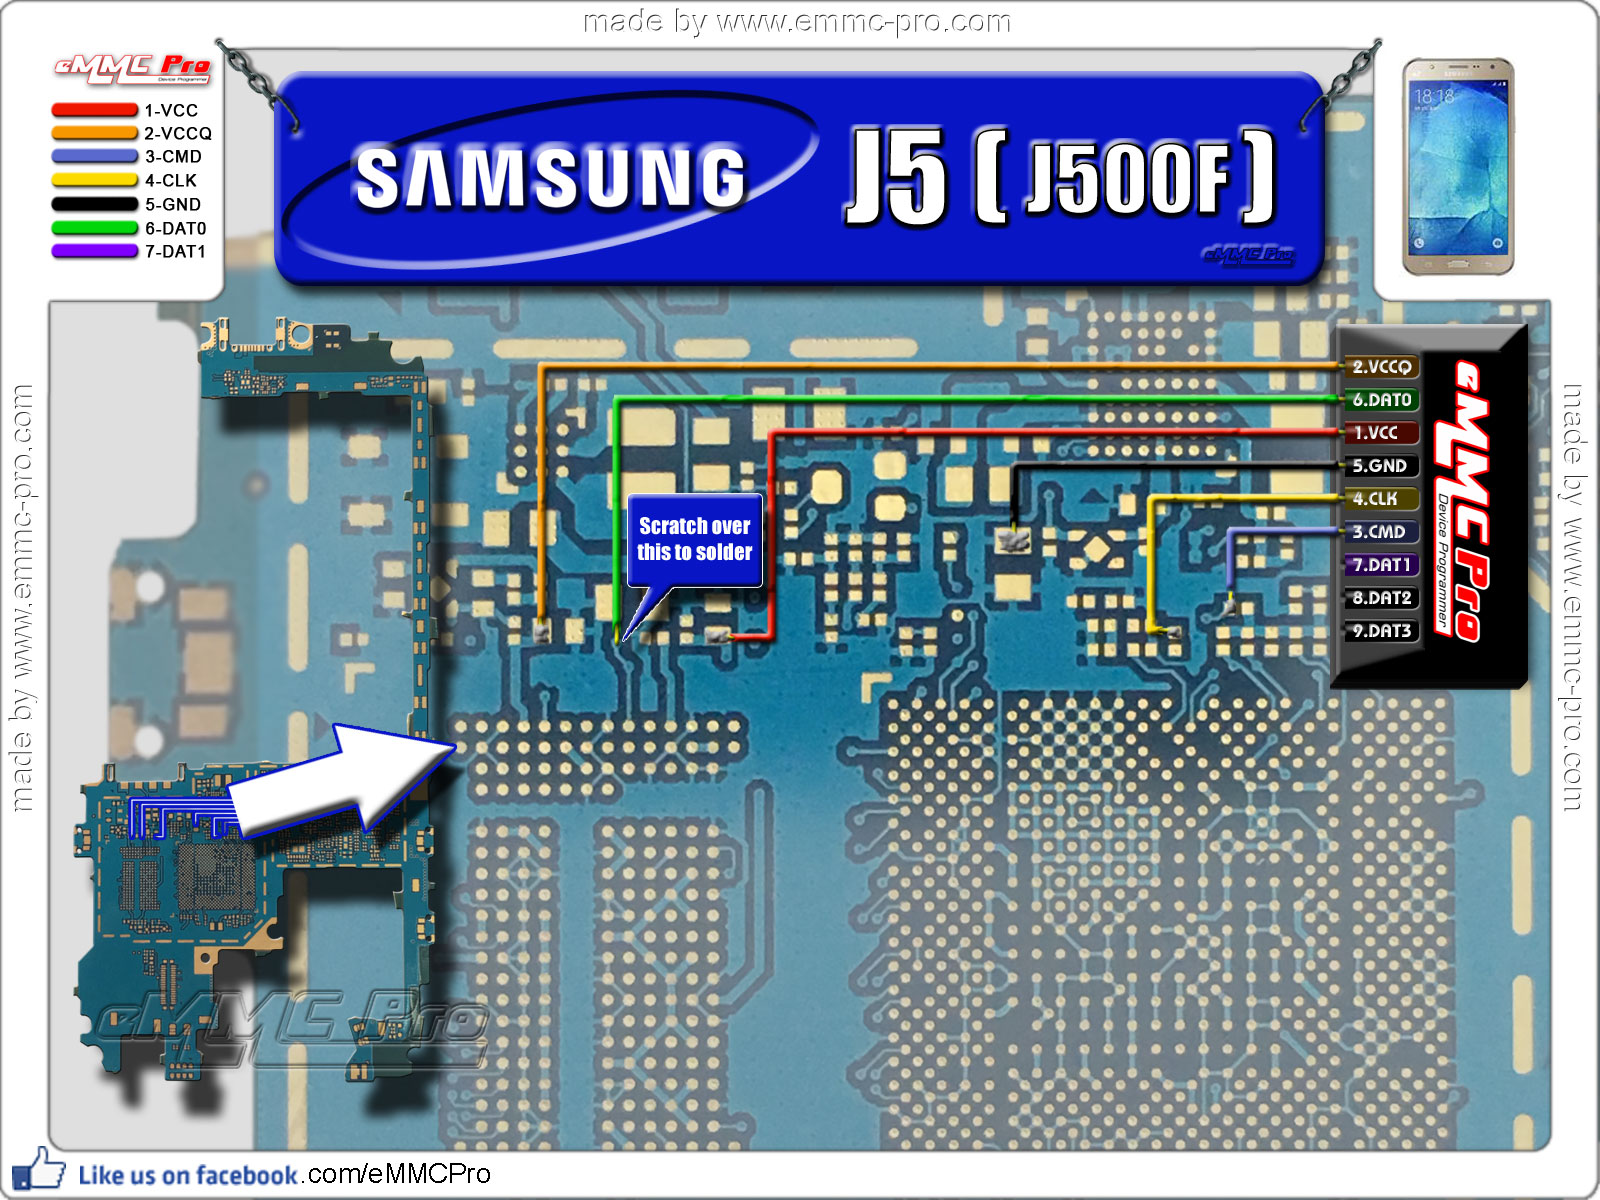 made by www.emmc-pro.com
eMMC Pro
Device Programmer
1-VCC
2-VCCQ
3-CMD
4-CLK
5-GND
6-DAT0
7-DAT1
SAMSUNG J5 ( J500F )
eMMC Pro
18:18
2.VCCQ
6.DAT0
1.VCC
5.GND
4.CLK
3.CMD
7.DAT1
8.DAT2
9.DAT3
eMMC Pro
Device Programmer
Scratch over
this to solder
made by www.emmc-pro.com
made by www.emmc-pro.com
eMMC Pro
Like us on facebook.com/eMMCPro